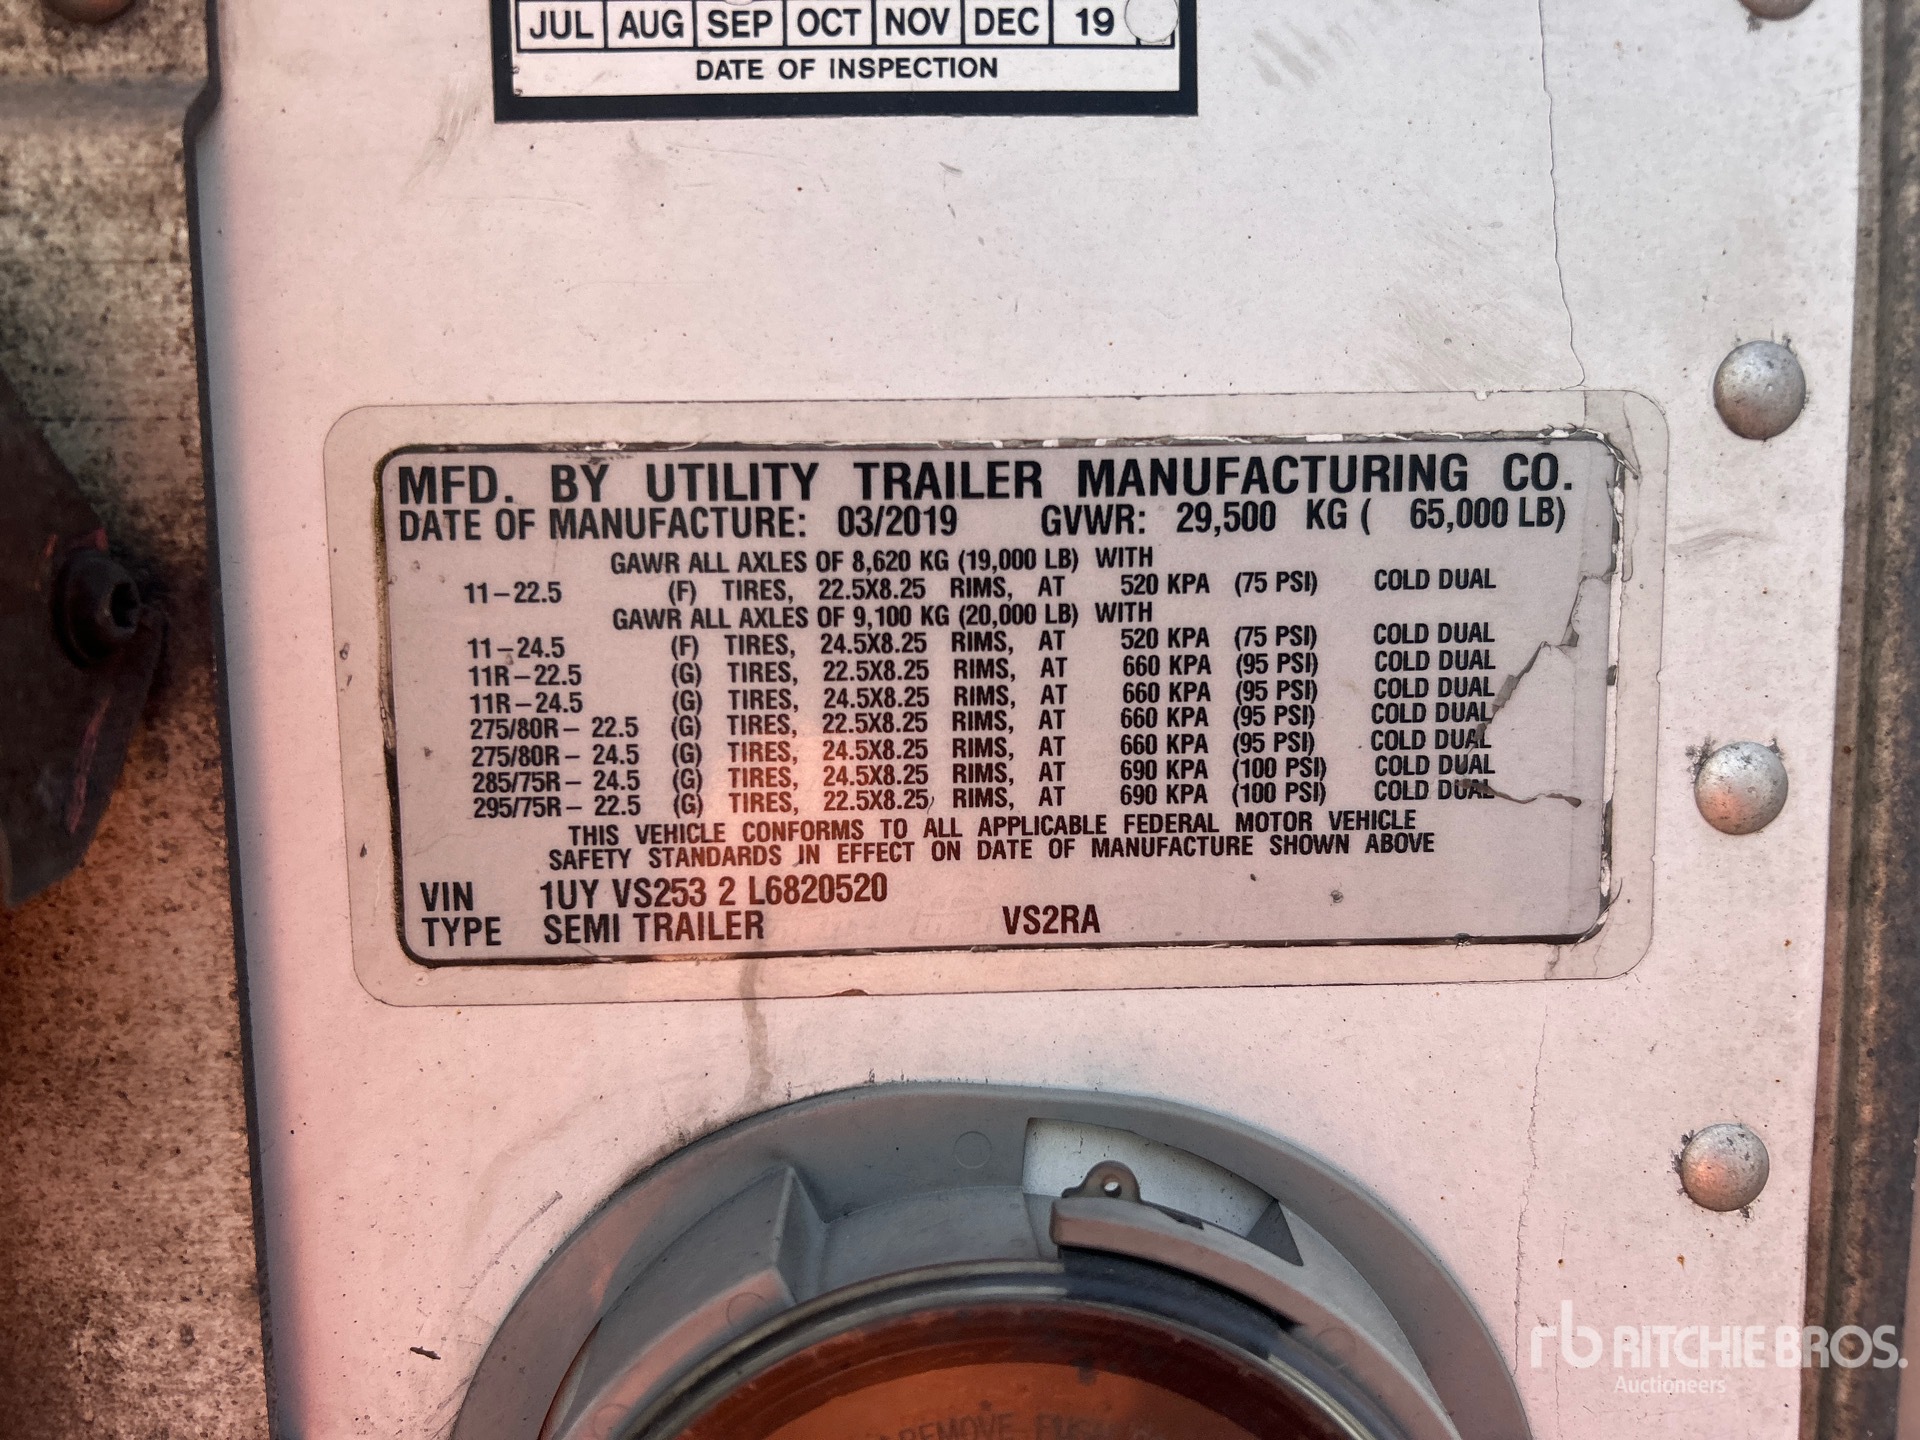 JUL AUG SEP OCT NOV DEC 19
DATE OF INSPECTION
MFD. BY UTILITY TRAILER MANUFACTURING CO.
DATE OF MANUFACTURE: 03/2019 GVWR: 29,500 KG ( 65,000 LB)
GAWR ALL AXLES OF 8,620 KG (19,000 LB) WITH
11-22.5 (F) TIRES, 22.5X8.25 RIMS, AT 520 KPA (75 PSI) COLD DUAL
GAWR ALL AXLES OF 9,100 KG (20,000 LB) WITH
11-24.5 (F) TIRES, 24.5X8.25 RIMS, AT 520 KPA (75 PSI) COLD DUAL
11R-22.5 (G) TIRES, 22.5X8.25 RIMS, AT 660 KPA (95 PSI) COLD DUAL
11R-24.5 (G) TIRES, 24.5X8.25 RIMS, AT 660 KPA (95 PSI) COLD DUAL
275/80R- 22.5 (G) TIRES, 22.5X8.25 RIMS, AT 660 KPA (95 PSI) COLD DUAL
275/80R- 24.5 (G) TIRES, 24.5X8.25 RIMS, AT 660 KPA (95 PSI) COLD DUAL
285/75R- 24.5 (G) TIRES, 24.5X8.25 RIMS, AT 690 KPA (100 PSI) COLD DUAL
295/75R- 22.5 (G) TIRES, 22.5X8.25 RIMS, AT 690 KPA (100 PSI) COLD DUAL
THIS VEHICLE CONFORMS TO ALL APPLICABLE FEDERAL MOTOR VEHICLE
SAFETY STANDARDS IN EFFECT ON DATE OF MANUFACTURE SHOWN ABOVE
VIN 1UY VS253 2 L6820520
TYPE SEMI TRAILER VS2RA
REMOVE
rb RITCHIE BROS.
Auctioneers